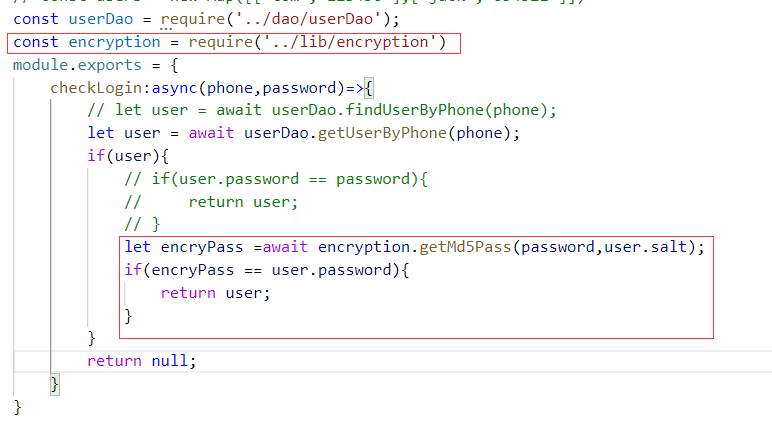 const userDao = require('../dao/userDao');
const encryption = require('../lib/encryption')
module.exports = {
    checkLogin:async(phone,password)=>{
        // let user = await userDao.findUserByPhone(phone);
        let user = await userDao.getUserByPhone(phone);
        if(user){
            // if(user.password == password){
            //     return user;
            // }
            let encryPass =await encryption.getMd5Pass(password,user.salt);
            if(encryPass == user.password){
                return user;
            }
        }
        return null;
    }
}